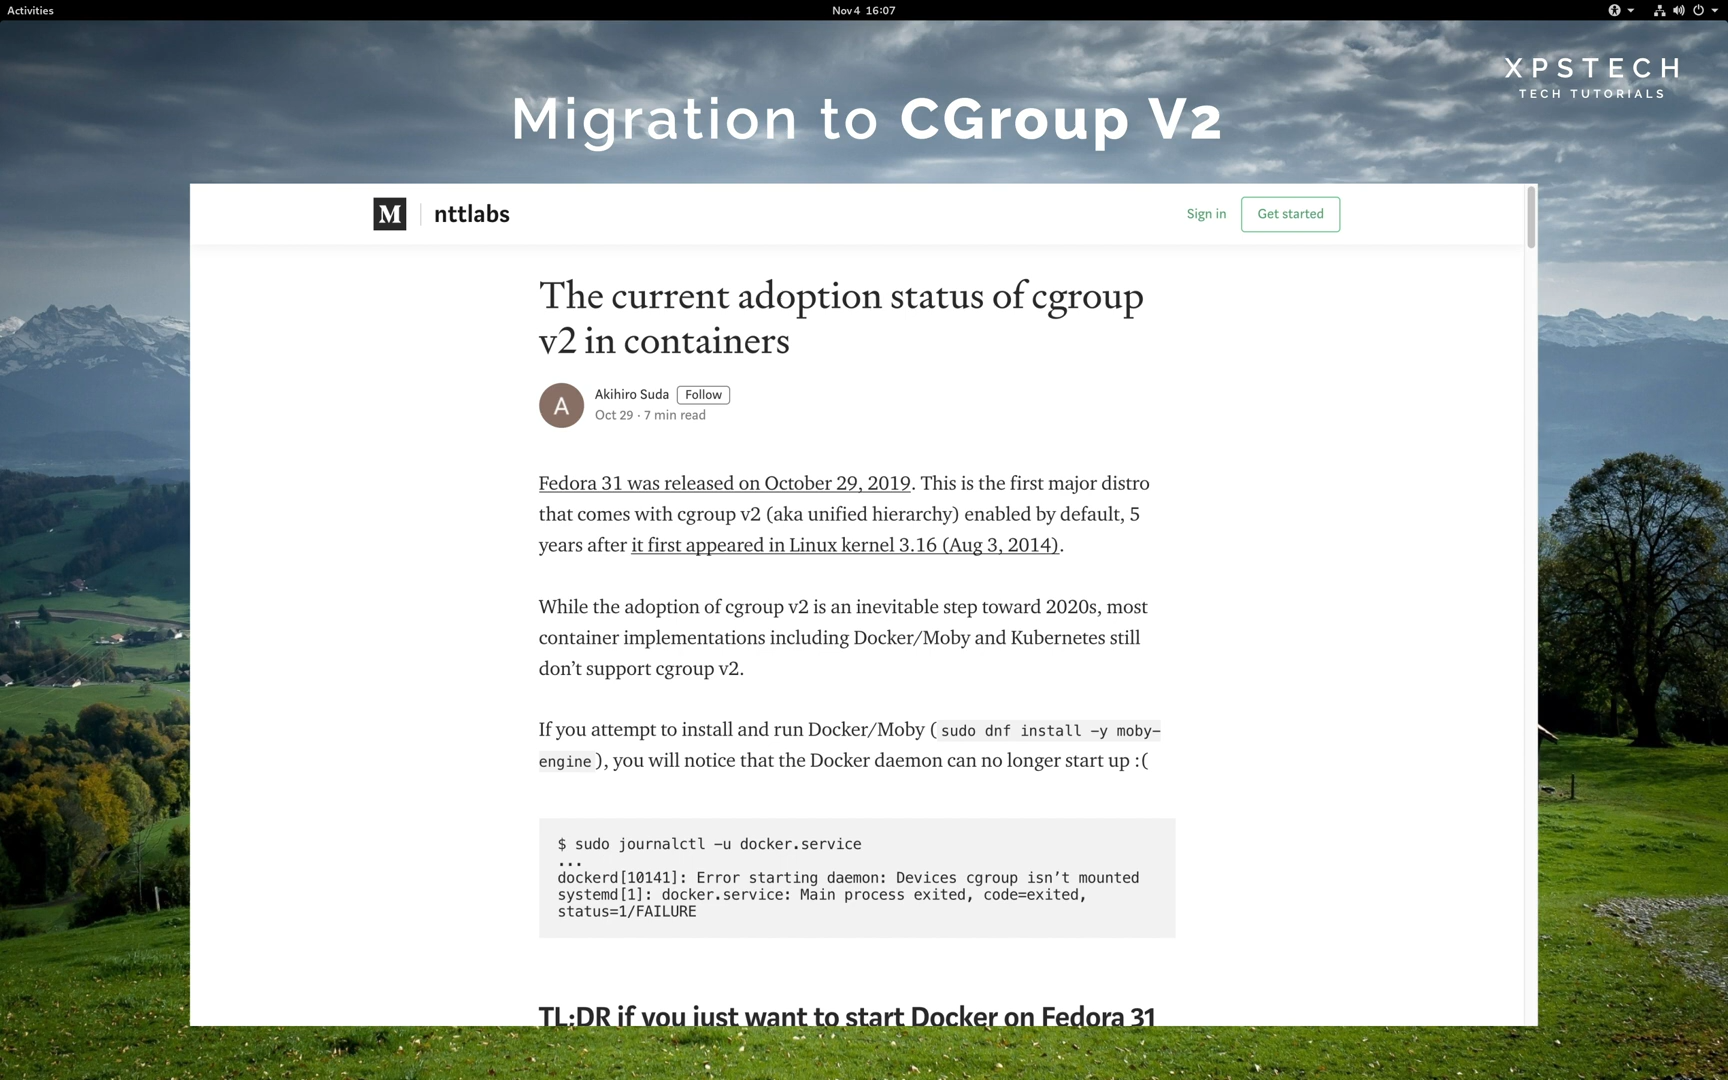 Activities
Nov 4 16:07
XPSTECH
TECH TUTORIALS
Migration to CGroup V2
M
nttlabs
Sign in
Get started
The current adoption status of cgroup
v2 in containers
A
Akihiro Suda
Follow
Oct 29 · 7 min read
Fedora 31 was released on October 29, 2019. This is the first major distro
that comes with cgroup v2 (aka unified hierarchy) enabled by default, 5
years after it first appeared in Linux kernel 3.16 (Aug 3, 2014).
While the adoption of cgroup v2 is an inevitable step toward 2020s, most
container implementations including Docker/Moby and Kubernetes still
don’t support cgroup v2.
If you attempt to install and run Docker/Moby (sudo dnf install -y moby-
engine), you will notice that the Docker daemon can no longer start up :(
$ sudo journalctl -u docker.service
...
dockerd[10141]: Error starting daemon: Devices cgroup isn’t mounted
systemd[1]: docker.service: Main process exited, code=exited,
status=1/FAILURE
TL;DR if you just want to start Docker on Fedora 31